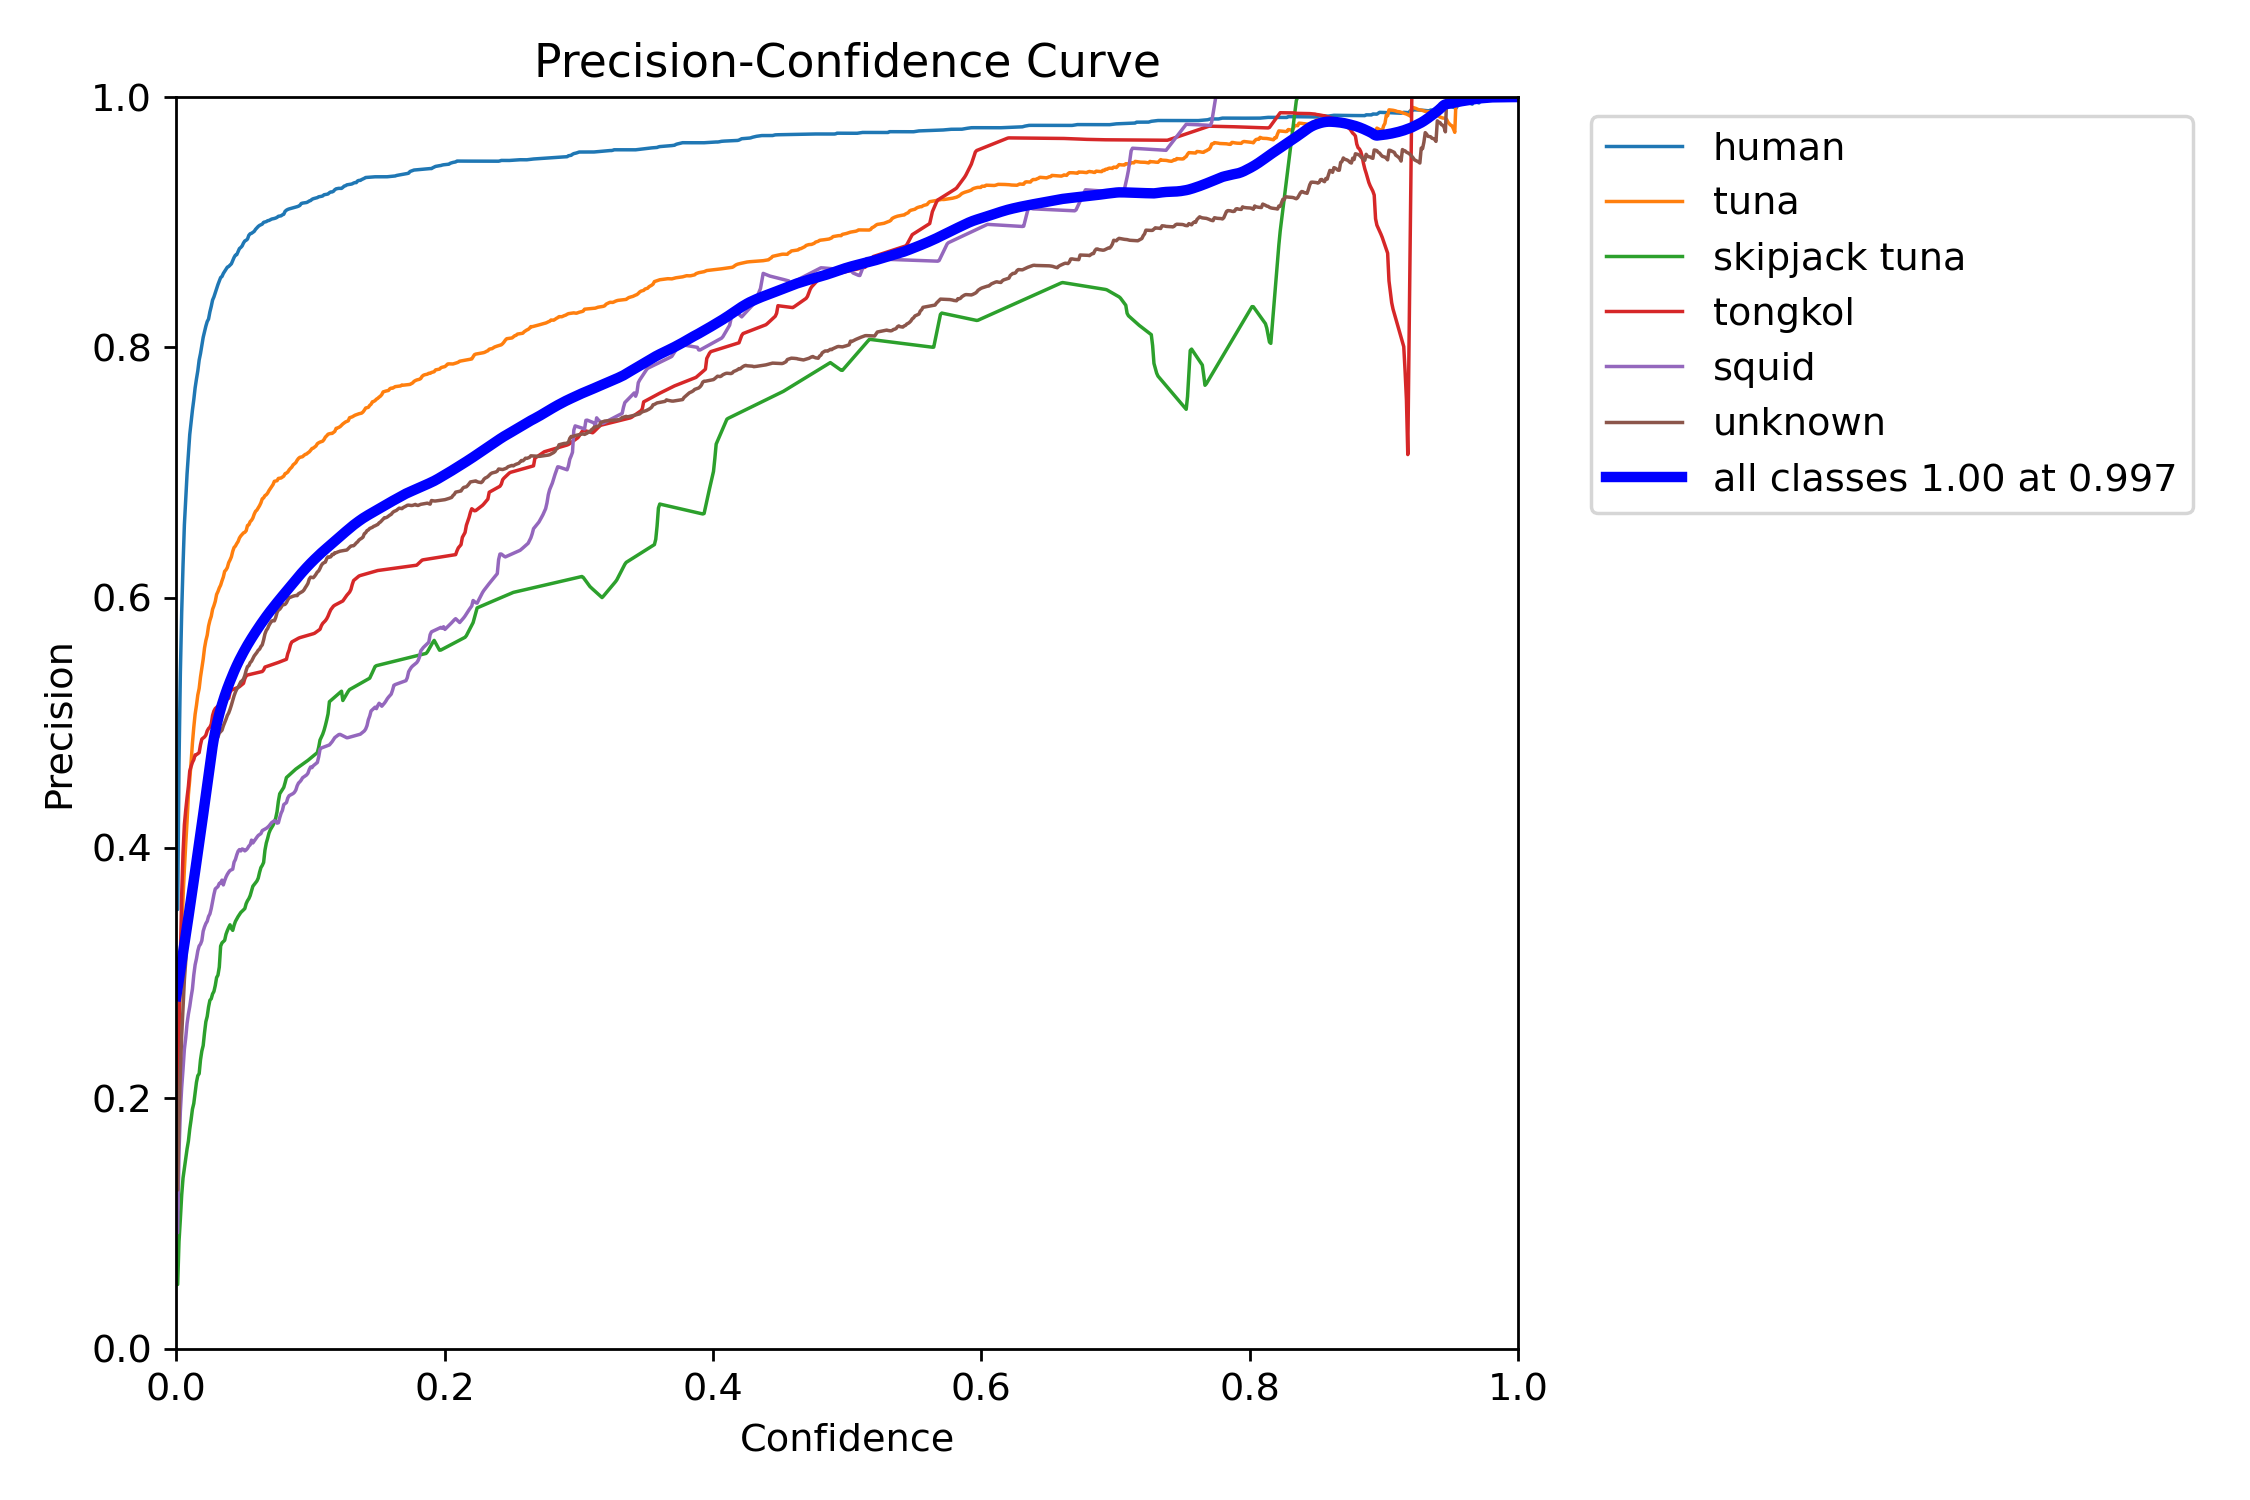 Precision-Confidence Curve
1.0
0.8
0.6
0.4
0.2
0.0
Precision
0.0 0.2 0.4 0.6 0.8 1.0
Confidence
human
tuna
skipjack tuna
tongkol
squid
unknown
all classes 1.00 at 0.997